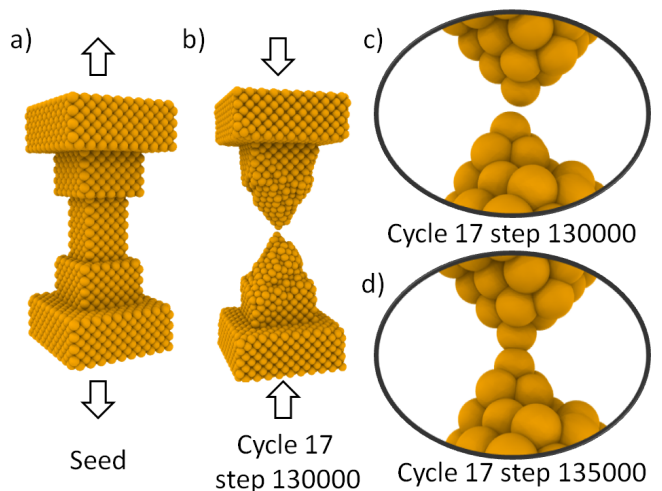 a)
b)
c)
Cycle 17 step 130000
d)
Seed
Cycle 17
step 130000
Cycle 17 step 135000